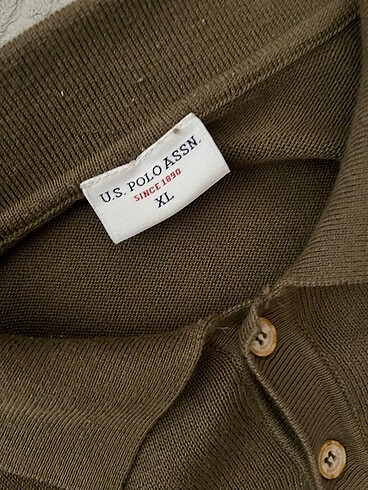 U.S. POLO ASSN.
SINCE 1890
XL